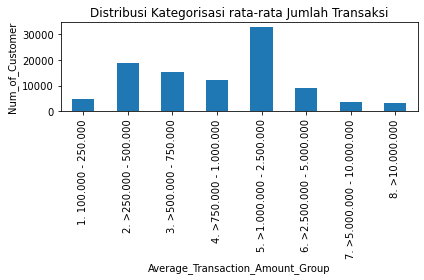 Distribusi Kategorisasi rata-rata Jumlah Transaksi
Num_of_Customer
30000
20000
10000
0
1. 100.000 - 250.000
2. >250.000 - 500.000
3. >500.000 - 750.000
4. >750.000 - 1.000.000
5. >1.000.000 - 2.500.000
6. >2.500.000 - 5.000.000
7. >5.000.000 - 10.000.000
8. >10.000.000
Average_Transaction_Amount_Group